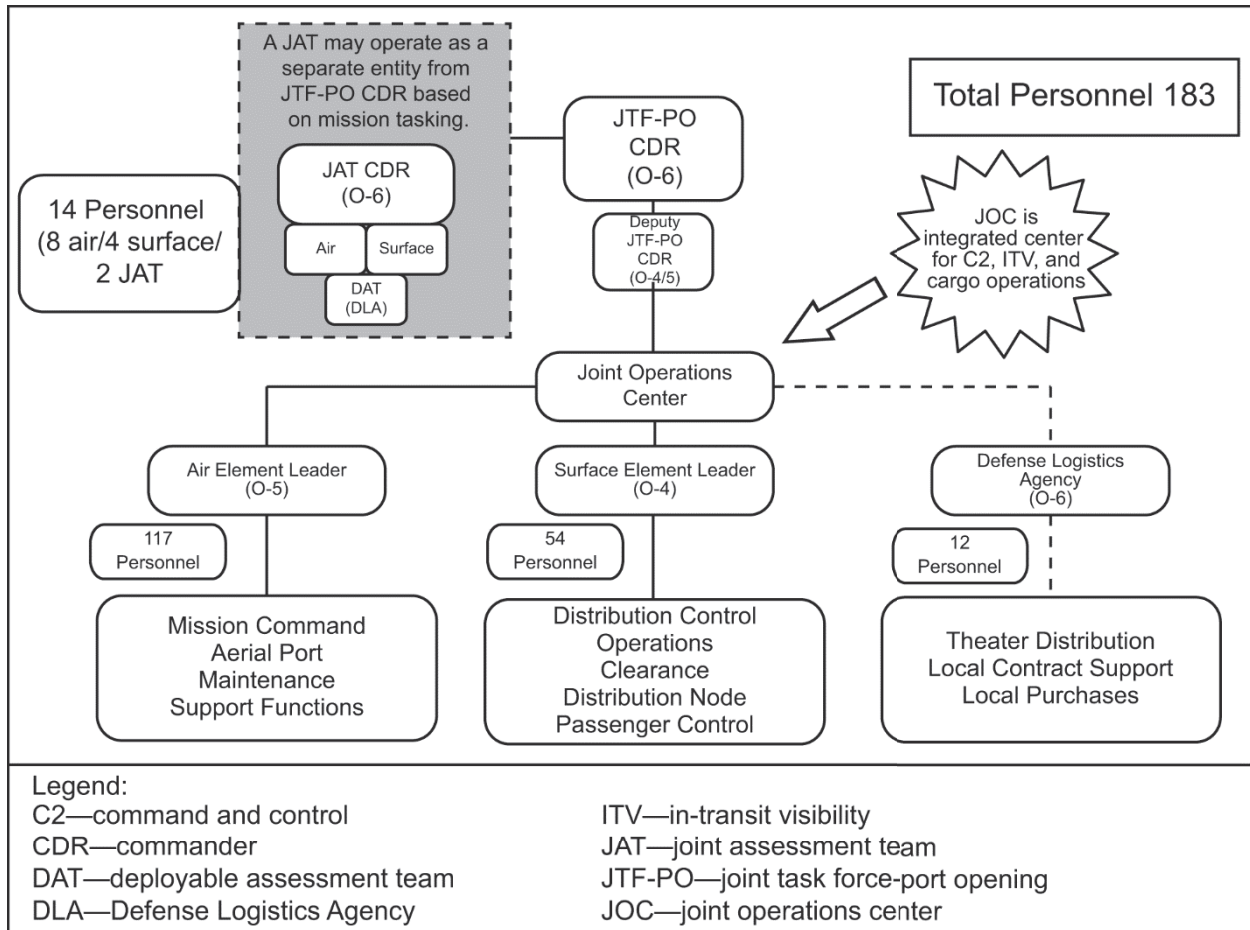 A JAT may operate as a
separate entity from
JTF-PO CDR based
on mission tasking.
JAT CDR
(O-6)
Air
Surface
DAT
(DLA)
14 Personnel
(8 air/4 surface/
2 JAT
JTF-PO
CDR
(O-6)
Deputy
JTF-PO
CDR
(O-4/5)
Total Personnel 183
JOC is
integrated center
for C2, ITV, and
cargo operations
Joint Operations
Center
Air Element Leader
(O-5)
Surface Element Leader
(O-4)
Defense Logistics
Agency
(O-6)
117
Personnel
54
Personnel
12
Personnel
Mission Command
Aerial Port
Maintenance
Support Functions
Distribution Control
Operations
Clearance
Distribution Node
Passenger Control
Theater Distribution
Local Contract Support
Local Purchases
Legend:
C2—command and control
CDR—commander
DAT—deployable assessment team
DLA—Defense Logistics Agency
ITV—in-transit visibility
JAT—joint assessment team
JTF-PO—joint task force-port opening
JOC—joint operations center